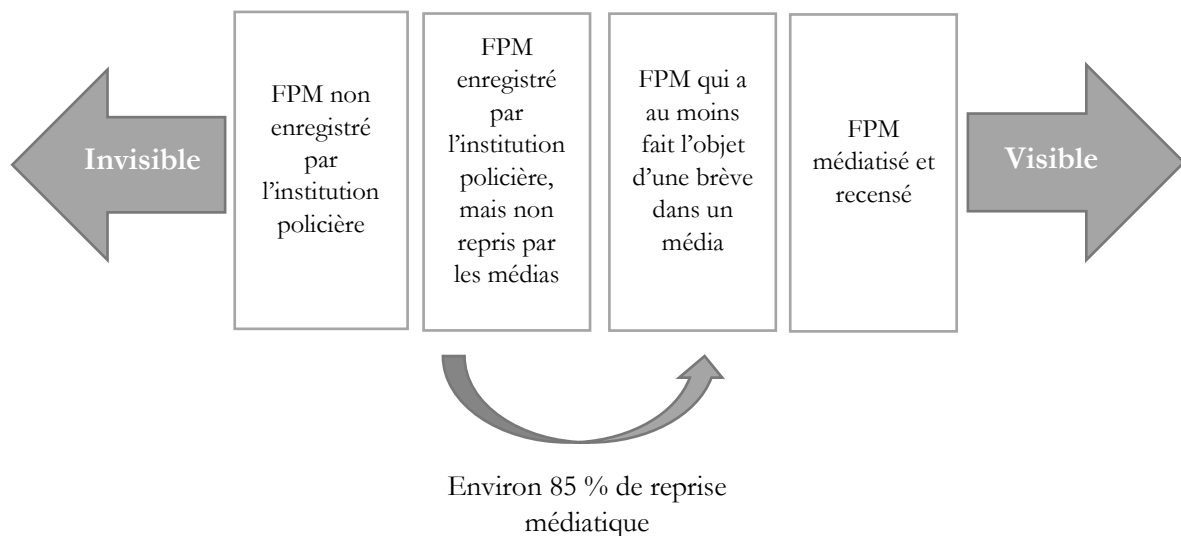 Invisible
FPM non
enregistré
par
l’institution
policière
FPM
enregistré
par
l’institution
policière,
mais non
repris par
les médias
FPM qui a
au moins
fait l’objet
d’une brève
dans un
média
FPM
médiatisé et
recensé
Visible
Environ 85 % de reprise
médiatique